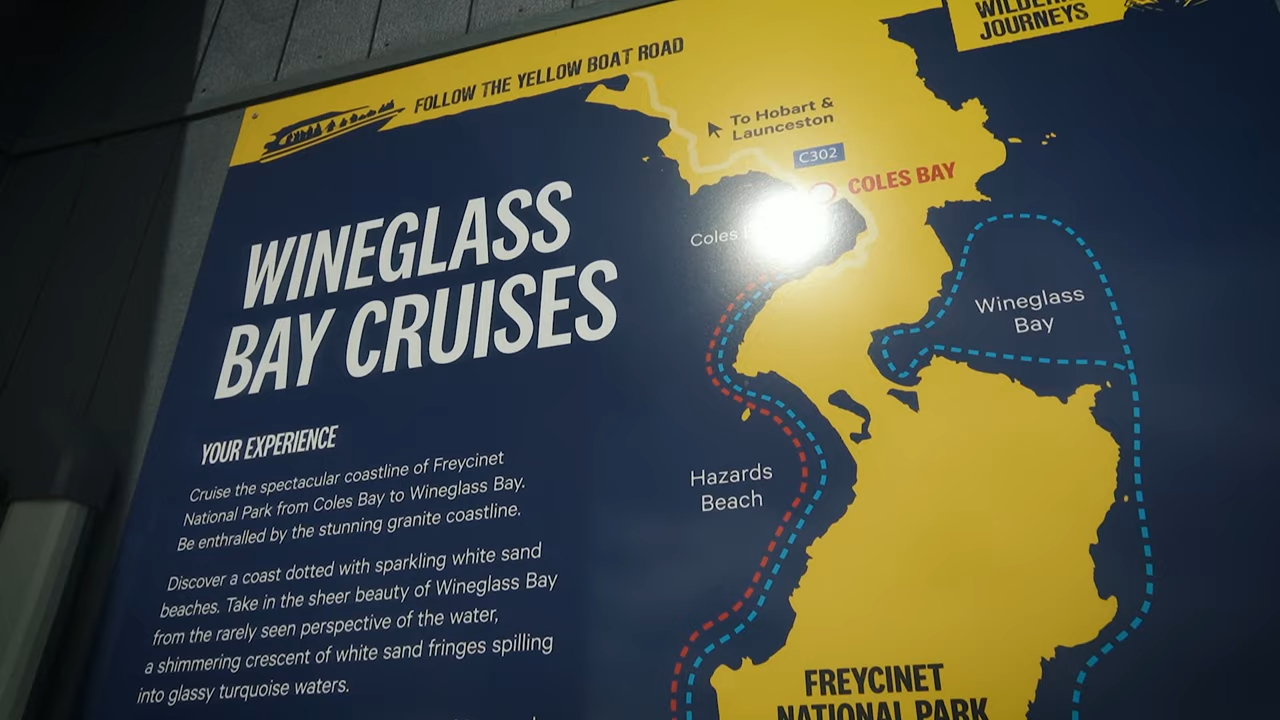 WILDERN
JOURNEYS
FOLLOW THE YELLOW BOAT ROAD
To Hobart &
Launceston
C302
COLES BAY
Coles
WINEGLASS
BAY CRUISES
Wineglass
Bay
YOUR EXPERIENCE
Cruise the spectacular coastline of Freycinet
National Park from Coles Bay to Wineglass Bay.
Be enthralled by the stunning granite coastline.
Discover a coast dotted with sparkling white sand
beaches. Take in the sheer beauty of Wineglass Bay
from the rarely seen perspective of the water,
a shimmering crescent of white sand fringes spilling
into glassy turquoise waters.
Hazards
Beach
FREYCINET
NATIONAL PARK